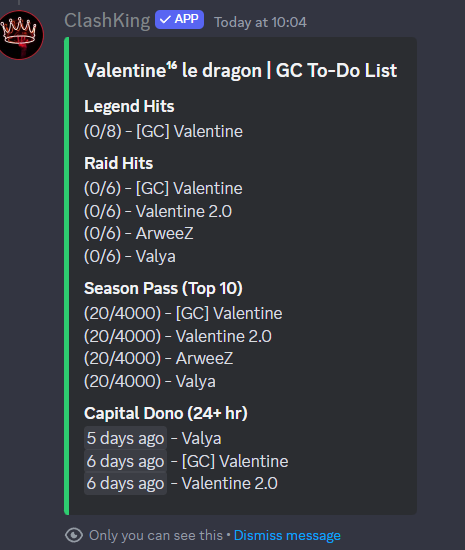 ClashKing ✓ APP Today at 10:04
Valentine¹⁶ le dragon | GC To-Do List
Legend Hits
(0/8) - [GC] Valentine
Raid Hits
(0/6) - [GC] Valentine
(0/6) - Valentine 2.0
(0/6) - ArweeZ
(0/6) - Valya
Season Pass (Top 10)
(20/4000) - [GC] Valentine
(20/4000) - Valentine 2.0
(20/4000) - ArweeZ
(20/4000) - Valya
Capital Dono (24+ hr)
5 days ago - Valya
6 days ago - [GC] Valentine
6 days ago - Valentine 2.0
Only you can see this • Dismiss message